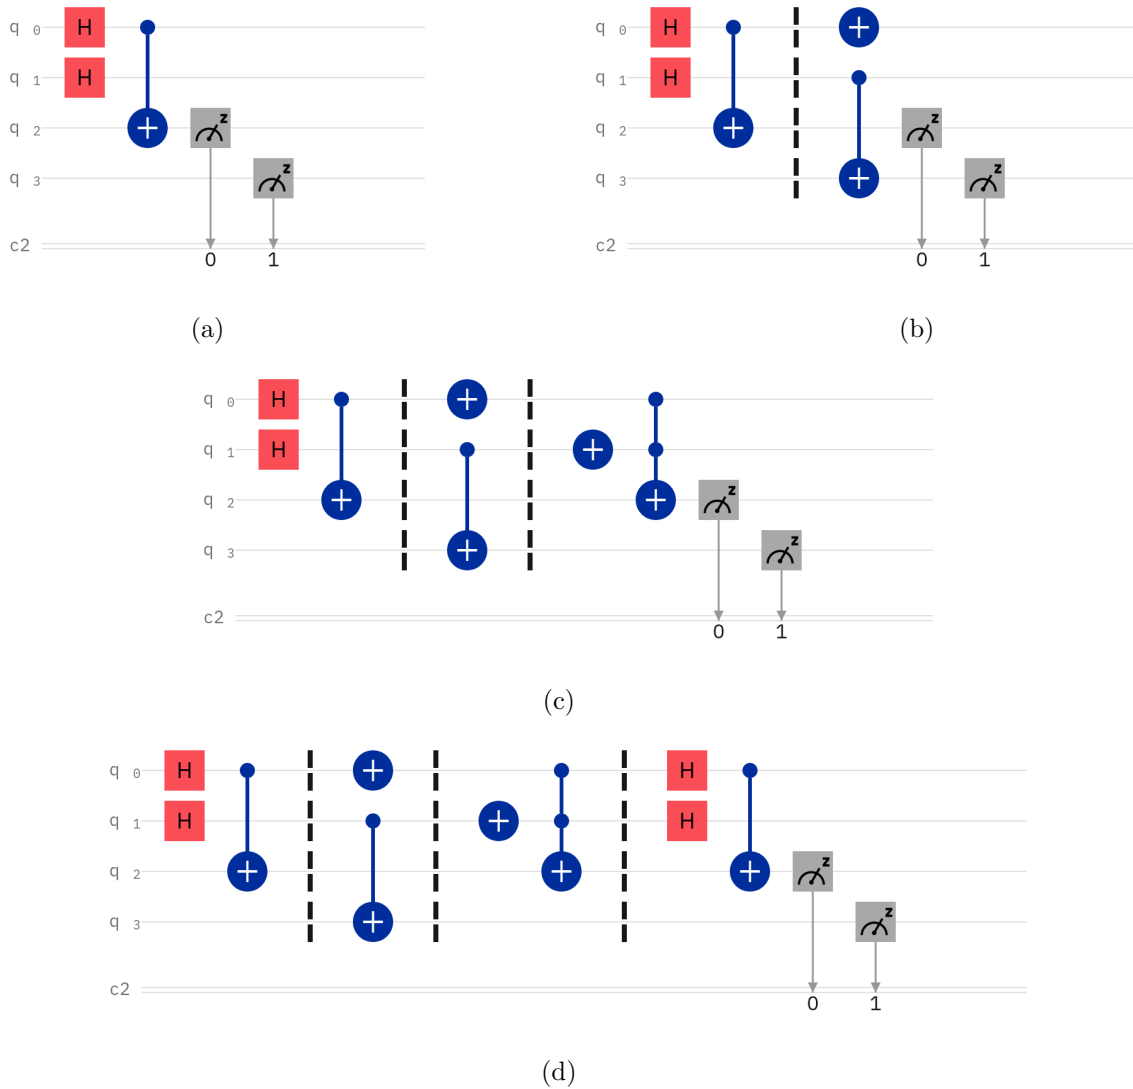 q 0 H
q 1 H
q 2 z
q 3 z
c2
0 1
(a)
q 0 H
q 1 H
q 2 z
q 3 z
c2
0 1
(b)
q 0 H
q 1 H
q 2 z
q 3 z
c2
0 1
(c)
q 0 H H
q 1 H H
q 2 z
q 3 z
c2
0 1
(d)